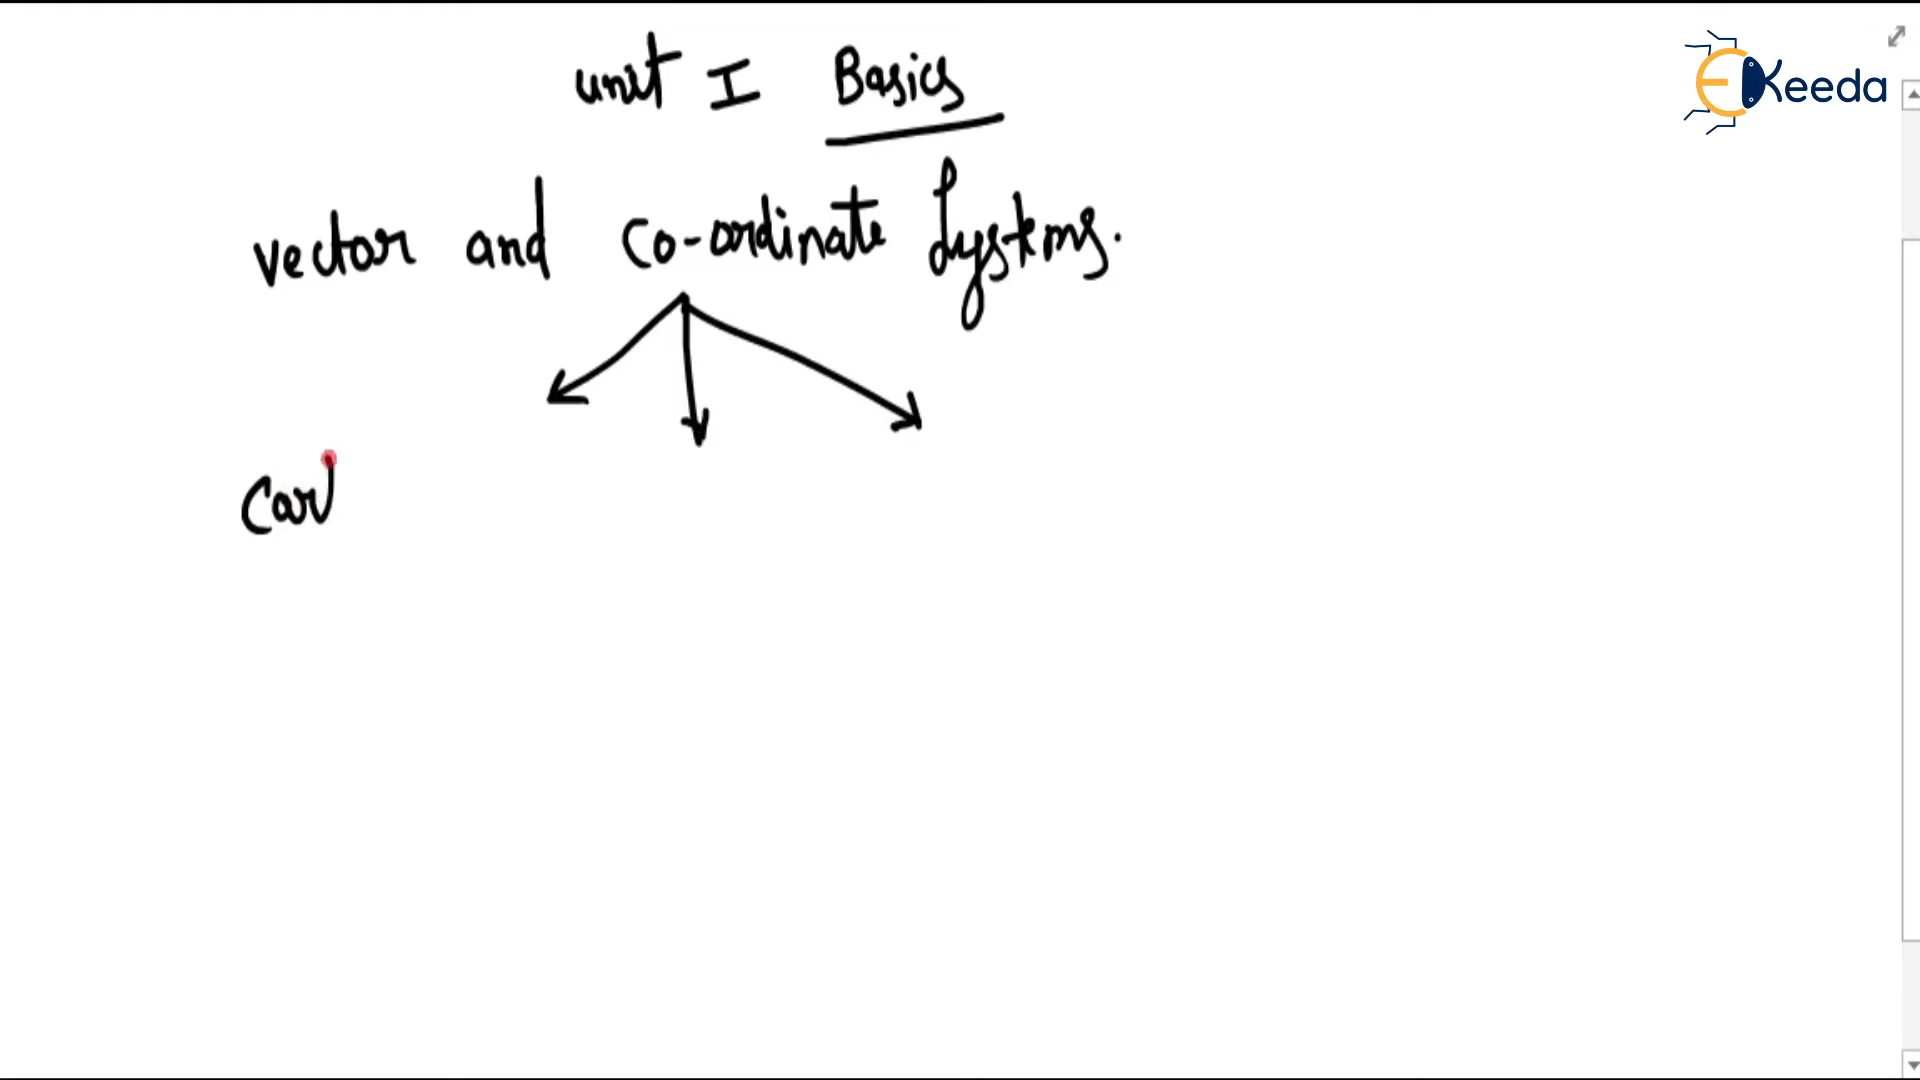 unit I Basics
EKeeda
vector and Co-ordinate Systems.
Car